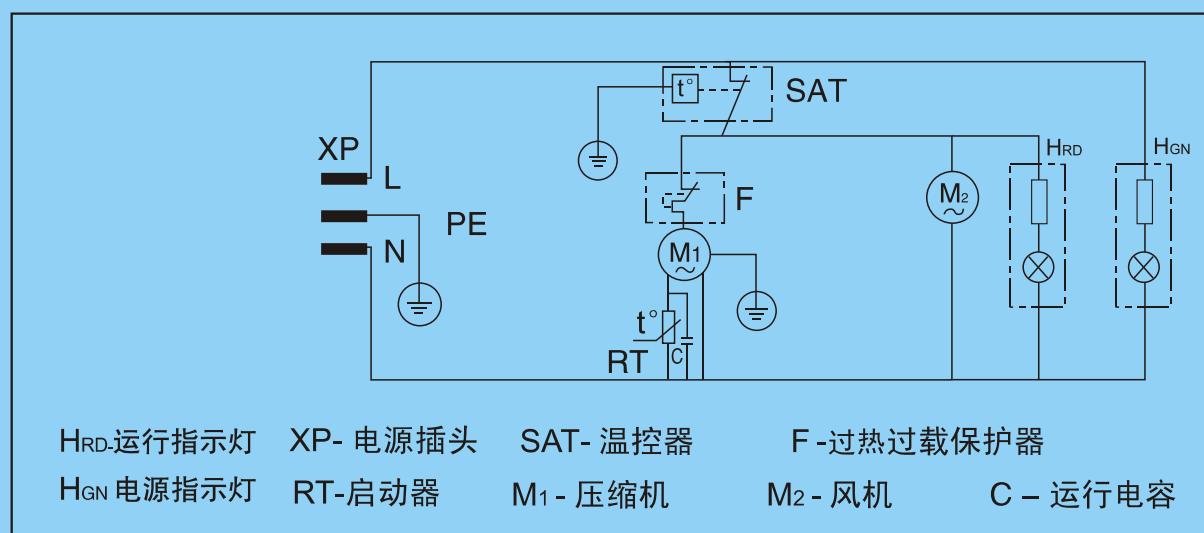 t° SAT
XP
L
PE
N
F
M1
M2
HRD
HGN
t°
RT
C
HRD-运行指示灯 XP- 电源插头 SAT- 温控器 F -过热过载保护器
HGN 电源指示灯 RT-启动器 M1 - 压缩机 M2 - 风机 C – 运行电容